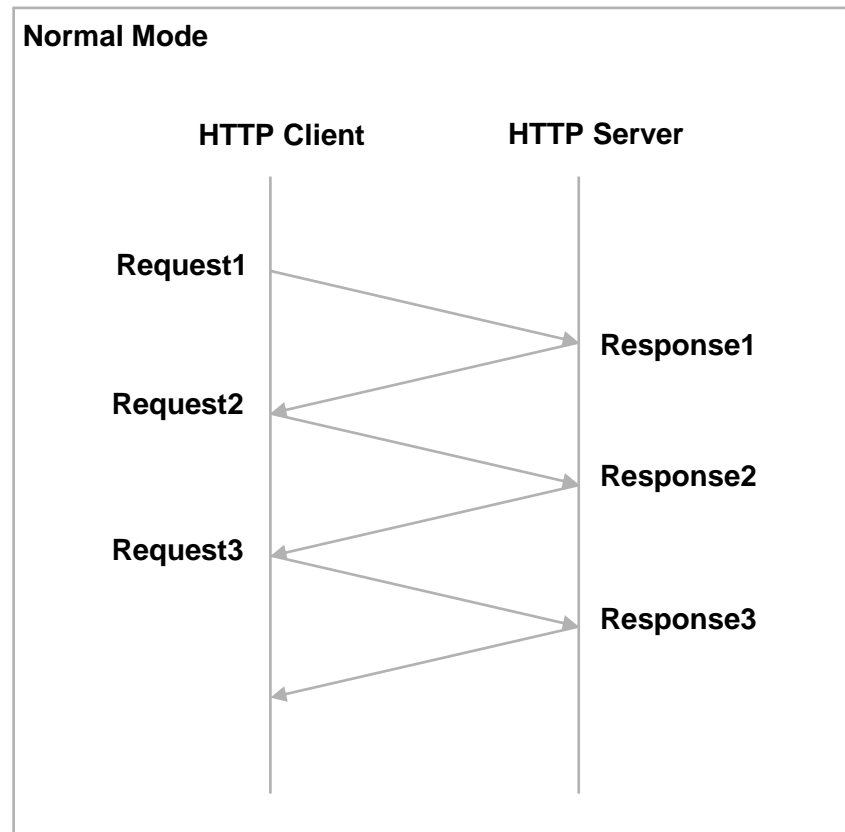 Normal Mode
HTTP Client
HTTP Server
Request1
Response1
Request2
Response2
Request3
Response3